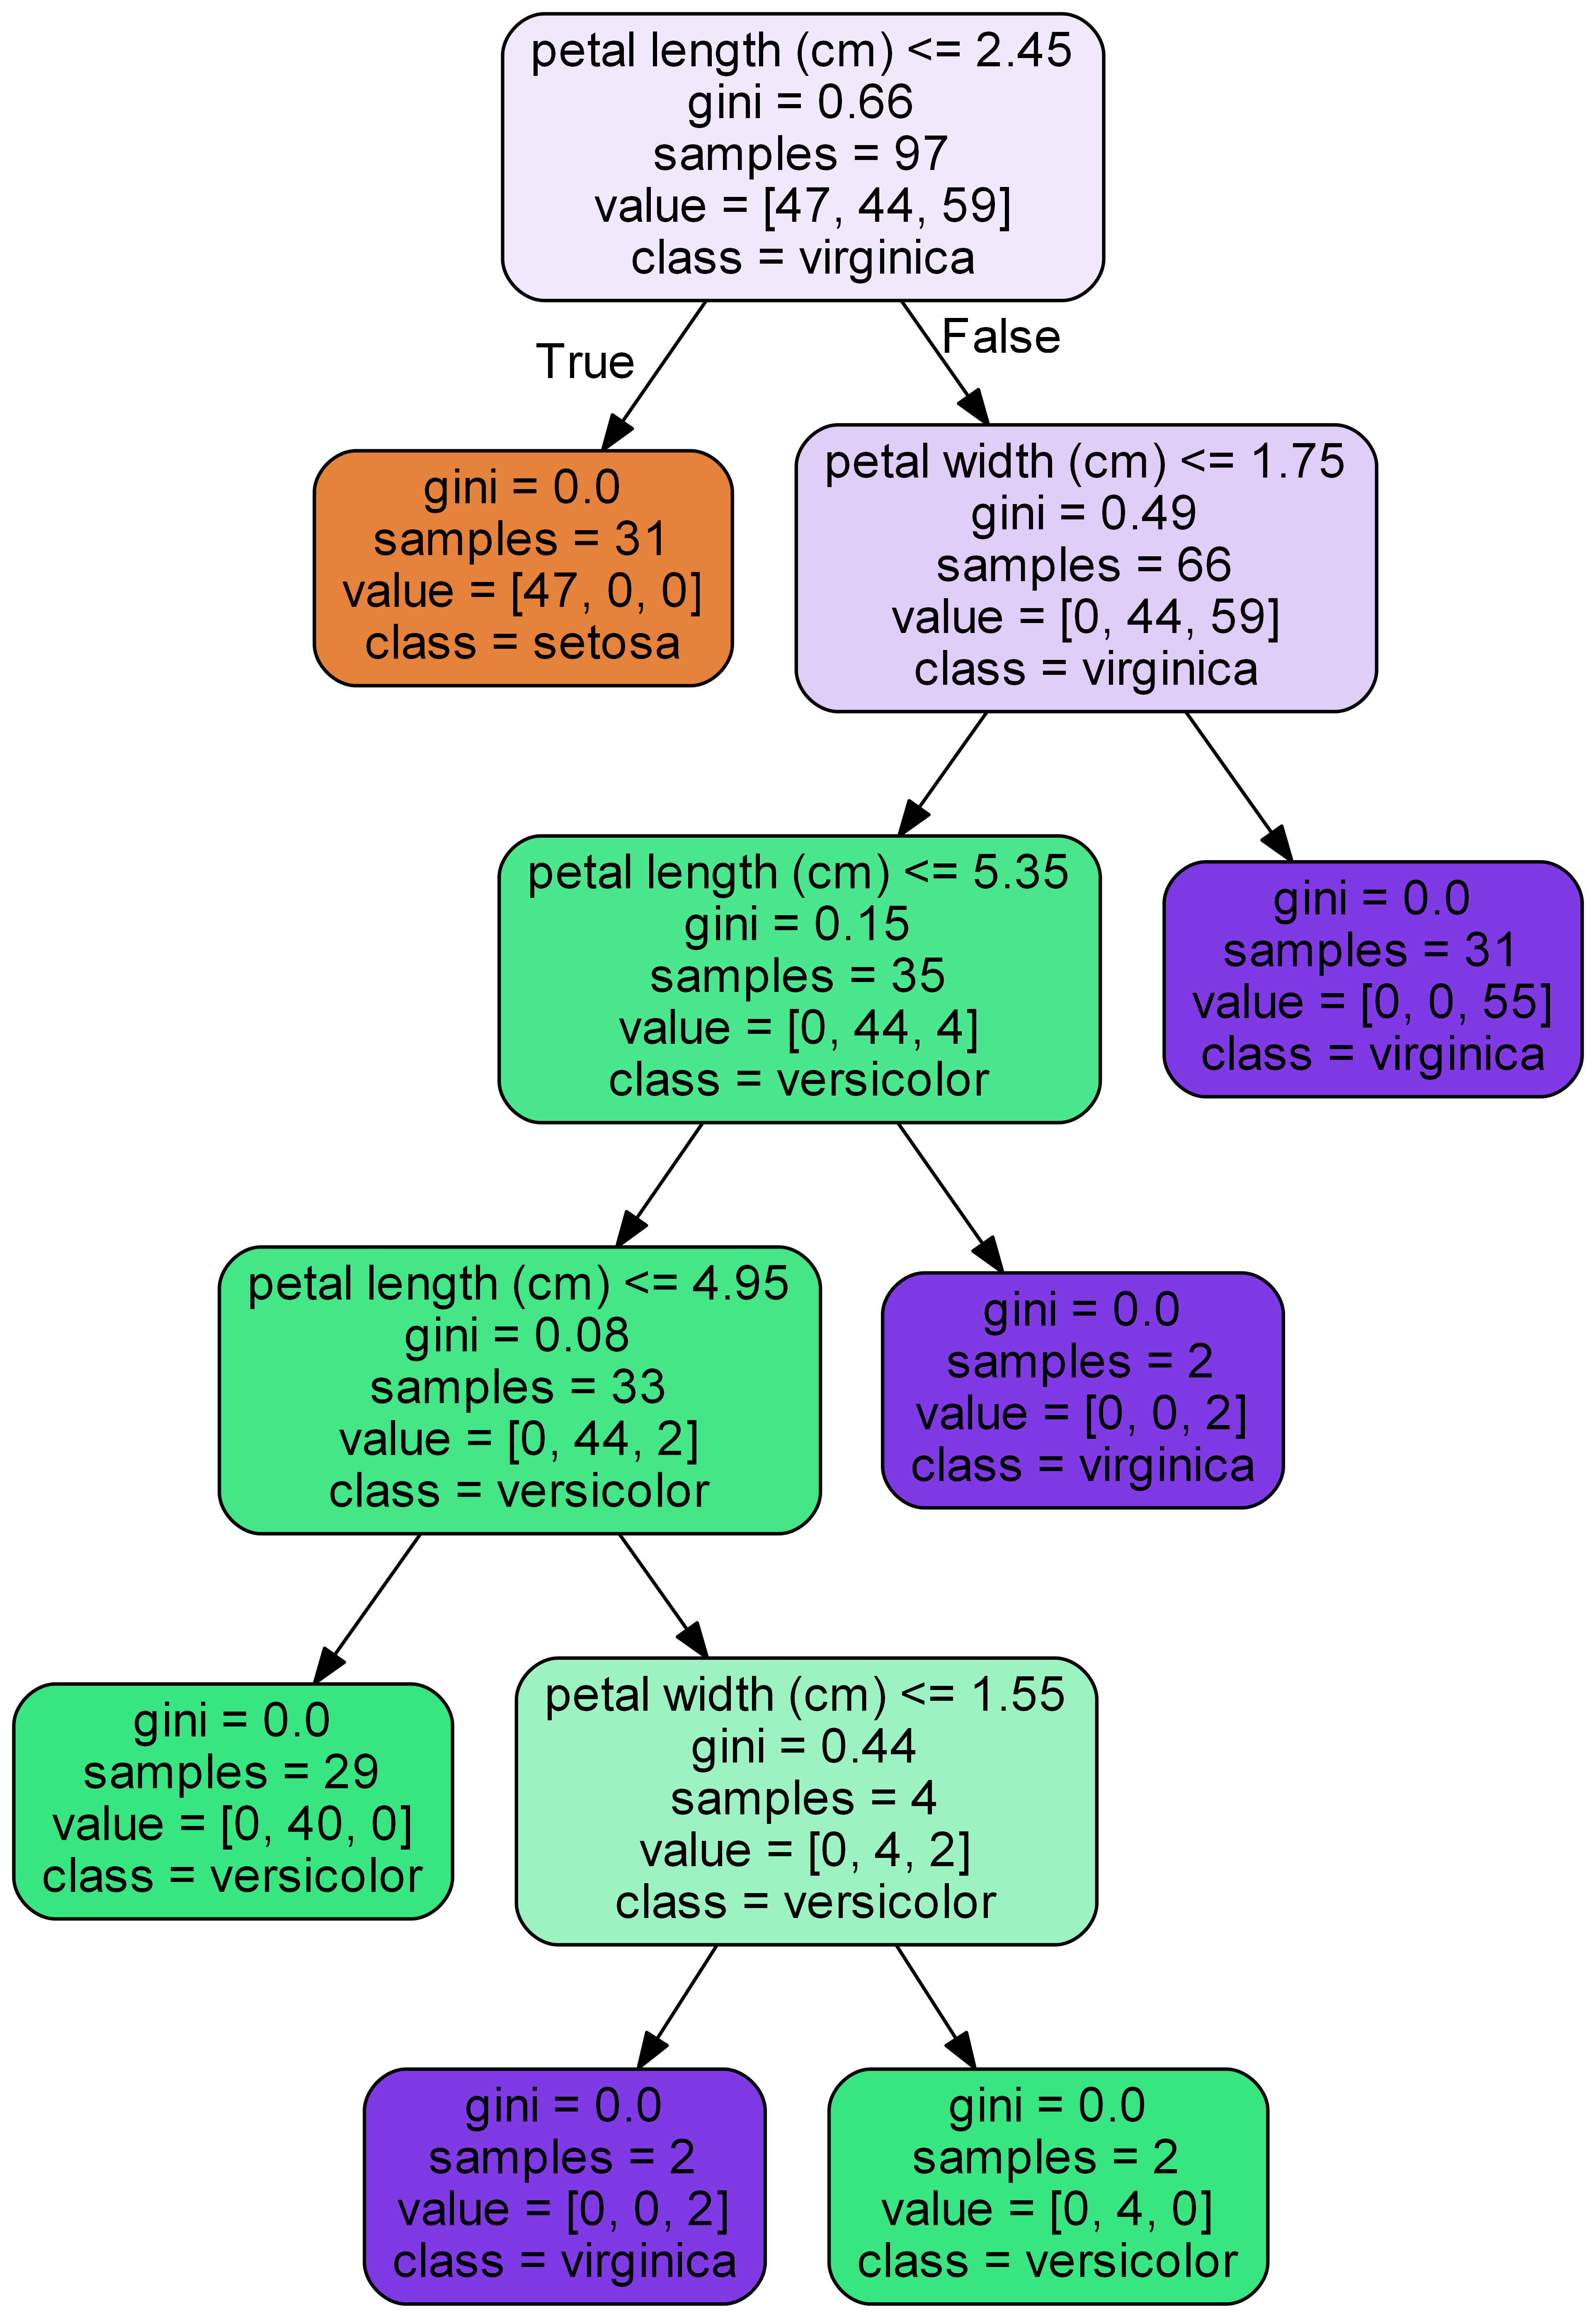 petal length (cm) <= 2.45
gini = 0.66
samples = 97
value = [47, 44, 59]
class = virginica
True
False
gini = 0.0
samples = 31
value = [47, 0, 0]
class = setosa
petal width (cm) <= 1.75
gini = 0.49
samples = 66
value = [0, 44, 59]
class = virginica
petal length (cm) <= 5.35
gini = 0.15
samples = 35
value = [0, 44, 4]
class = versicolor
gini = 0.0
samples = 31
value = [0, 0, 55]
class = virginica
petal length (cm) <= 4.95
gini = 0.08
samples = 33
value = [0, 44, 2]
class = versicolor
gini = 0.0
samples = 2
value = [0, 0, 2]
class = virginica
gini = 0.0
samples = 29
value = [0, 40, 0]
class = versicolor
petal width (cm) <= 1.55
gini = 0.44
samples = 4
value = [0, 4, 2]
class = versicolor
gini = 0.0
samples = 2
value = [0, 0, 2]
class = virginica
gini = 0.0
samples = 2
value = [0, 4, 0]
class = versicolor